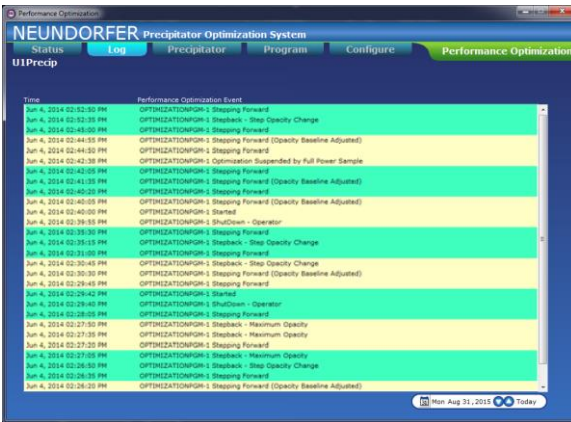 Performance Optimization
NEUNDORFER Precipitator Optimization System
Status Log Precipitator Program Configure Performance Optimization
U1Precip
Time Performance Optimization Event
Jun 4, 2014 02:52:50 PM OPTIMIZATIONPGM-1 Stepping Forward
Jun 4, 2014 02:52:35 PM OPTIMIZATIONPGM-1 Stepback - Step Opacity Change
Jun 4, 2014 02:45:00 PM OPTIMIZATIONPGM-1 Stepping Forward
Jun 4, 2014 02:44:55 PM OPTIMIZATIONPGM-1 Stepping Forward (Opacity Baseline Adjusted)
Jun 4, 2014 02:44:50 PM OPTIMIZATIONPGM-1 Stepping Forward
Jun 4, 2014 02:42:38 PM OPTIMIZATIONPGM-1 Optimization Suspended by Full Power Sample
Jun 4, 2014 02:42:05 PM OPTIMIZATIONPGM-1 Stepping Forward
Jun 4, 2014 02:41:35 PM OPTIMIZATIONPGM-1 Stepping Forward (Opacity Baseline Adjusted)
Jun 4, 2014 02:40:20 PM OPTIMIZATIONPGM-1 Stepping Forward
Jun 4, 2014 02:40:05 PM OPTIMIZATIONPGM-1 Stepping Forward (Opacity Baseline Adjusted)
Jun 4, 2014 02:40:00 PM OPTIMIZATIONPGM-1 Started
Jun 4, 2014 02:39:55 PM OPTIMIZATIONPGM-1 ShutDown - Operator
Jun 4, 2014 02:35:30 PM OPTIMIZATIONPGM-1 Stepping Forward
Jun 4, 2014 02:35:15 PM OPTIMIZATIONPGM-1 Stepback - Step Opacity Change
Jun 4, 2014 02:31:00 PM OPTIMIZATIONPGM-1 Stepping Forward
Jun 4, 2014 02:30:45 PM OPTIMIZATIONPGM-1 Stepback - Step Opacity Change
Jun 4, 2014 02:30:30 PM OPTIMIZATIONPGM-1 Stepping Forward (Opacity Baseline Adjusted)
Jun 4, 2014 02:29:45 PM OPTIMIZATIONPGM-1 Stepping Forward
Jun 4, 2014 02:29:42 PM OPTIMIZATIONPGM-1 Started
Jun 4, 2014 02:29:40 PM OPTIMIZATIONPGM-1 ShutDown - Operator
Jun 4, 2014 02:28:05 PM OPTIMIZATIONPGM-1 Stepping Forward
Jun 4, 2014 02:27:50 PM OPTIMIZATIONPGM-1 Stepback - Maximum Opacity
Jun 4, 2014 02:27:35 PM OPTIMIZATIONPGM-1 Stepback - Maximum Opacity
Jun 4, 2014 02:27:20 PM OPTIMIZATIONPGM-1 Stepping Forward
Jun 4, 2014 02:27:05 PM OPTIMIZATIONPGM-1 Stepback - Maximum Opacity
Jun 4, 2014 02:26:50 PM OPTIMIZATIONPGM-1 Stepback - Step Opacity Change
Jun 4, 2014 02:26:35 PM OPTIMIZATIONPGM-1 Stepping Forward
Jun 4, 2014 02:26:20 PM OPTIMIZATIONPGM-1 Stepping Forward (Opacity Baseline Adjusted)
Mon Aug 31, 2015 Today